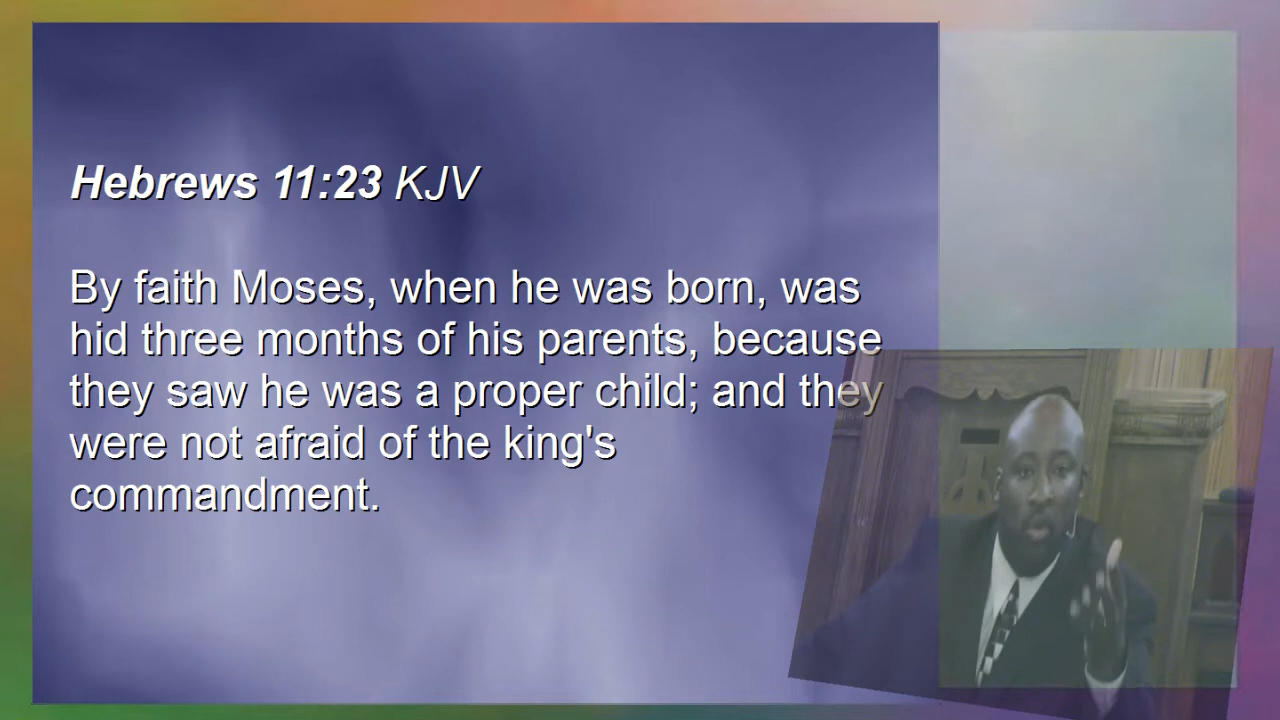 Hebrews 11:23 KJV
By faith Moses, when he was born, was
hid three months of his parents, because
they saw he was a proper child; and they
were not afraid of the king's
commandment.